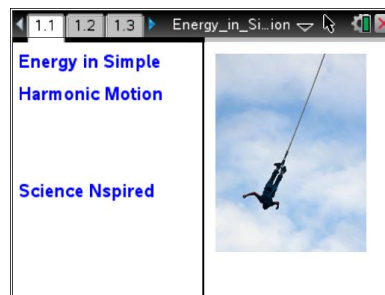 1.1 1.2 1.3 Energy_in_Si...ion
Energy in Simple
Harmonic Motion
Science Nspired